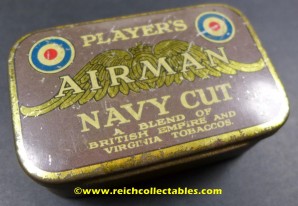 PLAYER'S
AIRMAN
NAVY CUT
A BLEND OF
BRITISH EMPIRE AND
VIRGINIA TOBACCOS.
©www.reichcollectables.com